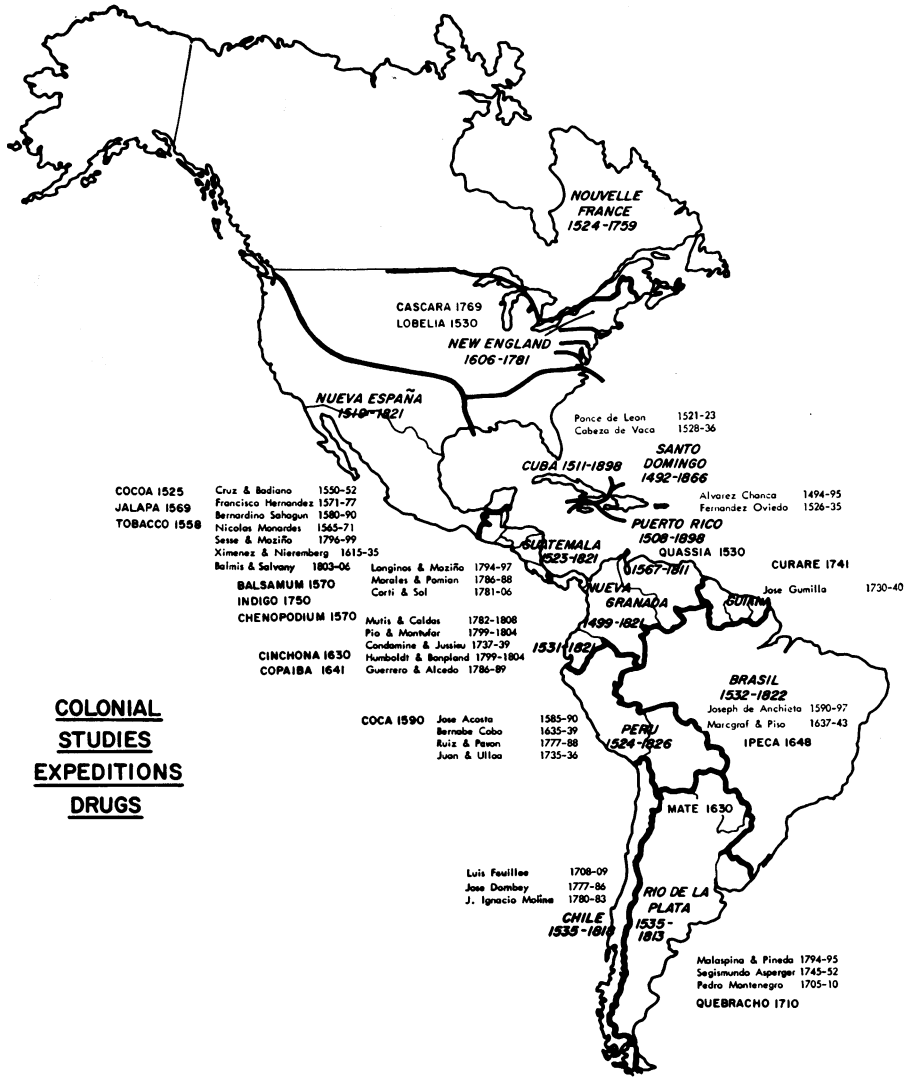 NOUVELLE
FRANCE
1524-1759
CASCARA 1769
LOBELIA 1530
NEW ENGLAND
1606-1781
NUEVA ESPAÑA
1519-1821
Ponce de Leon 1521-23
Cabeza de Vaca 1528-36
CUBA 1511-1898
SANTO
DOMINGO
1492-1866
Alvarez Chanca 1494-95
Fernandez Oviedo 1526-35
PUERTO RICO
1508-1898
COCOA 1525
JALAPA 1569
TOBACCO 1558
Cruz & Badiano 1550-52
Francisco Hernandez 1571-77
Bernardino Sahagun 1580-90
Nicolas Monardes 1565-71
Sesse & Moziño 1796-99
Ximenez & Nieremberg 1615-35
Balmis & Salvany 1803-06
GUATEMALA
1523-1821
QUASSIA 1530
1567-1811
CURARE 1741
Jose Gumilla 1730-40
GUIANA
Longinos & Moziño 1794-97
Morales & Pomian 1786-88
Corti & Sol 1781-06
BALSAMUM 1570
INDIGO 1750
CHENOPODIUM 1570
NUEVA
GRANADA
1499-1821
Mutis & Caldas 1782-1808
Pio & Montufar 1799-1804
Condamine & Jussieu 1737-39
Humboldt & Bonpland 1799-1804
Guerrero & Alcedo 1786-89
CINCHONA 1630
COPAIBA 1641
1531-1821
BRASIL
1532-1822
Joseph de Anchieta 1590-97
Marcgraf & Piso 1637-43
IPECA 1648
COLONIAL
STUDIES
EXPEDITIONS
DRUGS
COCA 1590
Jose Acosta 1585-90
Bernabe Cobo 1635-39
Ruiz & Pavon 1777-88
Juan & Ulloa 1735-36
PERU
1524-1826
MATE 1630
Luis Feuillee 1708-09
Jose Dombey 1777-86
J. Ignacio Molina 1780-83
CHILE
1535-1818
RIO DE LA
PLATA
1535-
1813
Malaspina & Pineda 1794-95
Segismundo Asperger 1745-52
Pedro Montenegro 1705-10
QUEBRACHO 1710